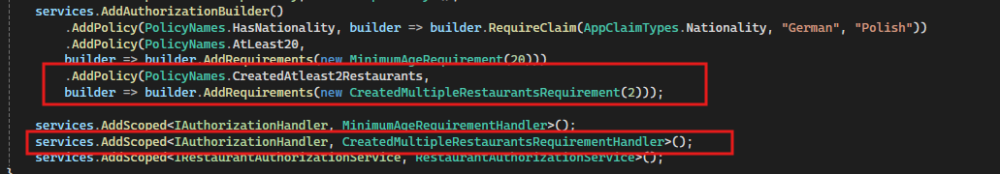 services.AddAuthorizationBuilder()
.AddPolicy(PolicyNames.HasNationality, builder => builder.RequireClaim(AppClaimTypes.Nationality, "German", "Polish"))
.AddPolicy(PolicyNames.AtLeast20,
builder => builder.AddRequirements(new MinimumAgeRequirement(20)))
.AddPolicy(PolicyNames.CreatedAtleast2Restaurants,
builder => builder.AddRequirements(new CreatedMultipleRestaurantsRequirement(2)));
services.AddScoped<IAuthorizationHandler, MinimumAgeRequirementHandler>();
services.AddScoped<IAuthorizationHandler, CreatedMultipleRestaurantsRequirementHandler>();
services.AddScoped<IRestaurantAuthorizationService, RestaurantAuthorizationService>();